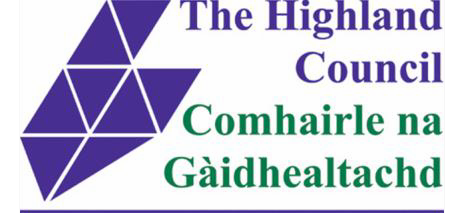 The Highland
Council
Comhairle na
Gàidhealtachd